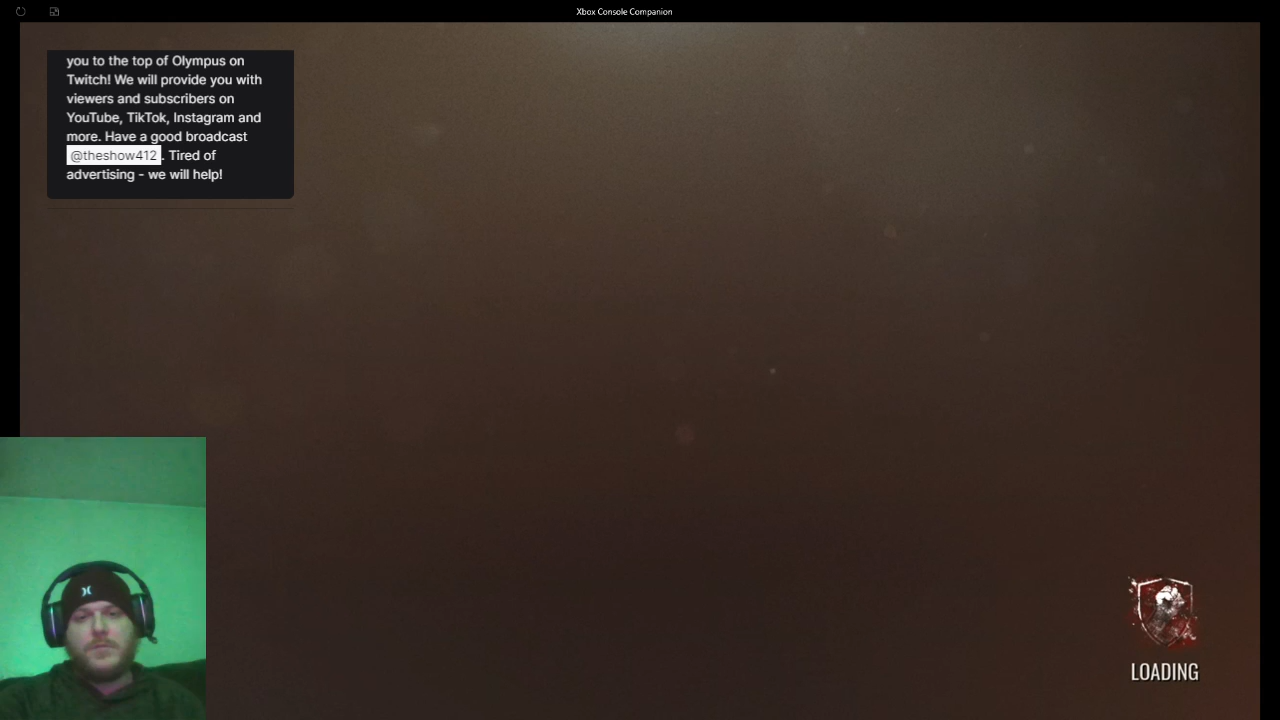 Xbox Console Companion
you to the top of Olympus on
Twitch! We will provide you with
viewers and subscribers on
YouTube, TikTok, Instagram and
more. Have a good broadcast
@theshow412 . Tired of
advertising - we will help!
LOADING